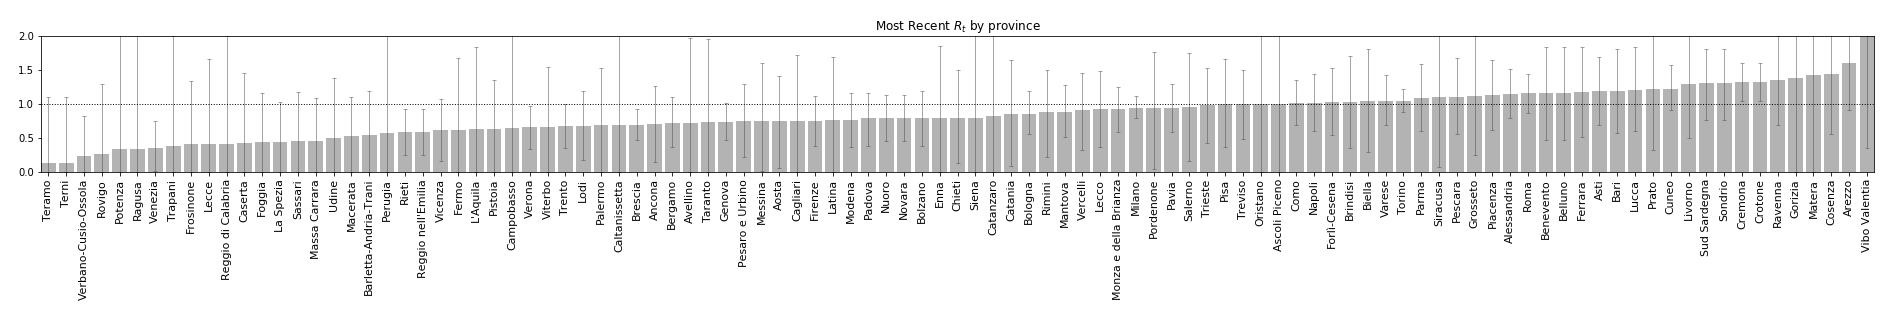 Most Recent R_t by province
2.0
1.5
1.0
0.5
0.0
Teramo
Terni
Verbano-Cusio-Ossola
Rovigo
Potenza
Ragusa
Venezia
Trapani
Frosinone
Lecce
Reggio di Calabria
Caserta
Foggia
La Spezia
Sassari
Massa Carrara
Udine
Macerata
Barletta-Andria-Trani
Perugia
Rieti
Reggio nell'Emilia
Vicenza
Fermo
L'Aquila
Pistoia
Campobasso
Verona
Viterbo
Trento
Lodi
Palermo
Caltanissetta
Brescia
Ancona
Bergamo
Avellino
Taranto
Genova
Pesaro e Urbino
Messina
Aosta
Cagliari
Firenze
Latina
Modena
Padova
Nuoro
Novara
Bolzano
Enna
Chieti
Siena
Catanzaro
Catania
Bologna
Rimini
Mantova
Vercelli
Lecco
Monza e della Brianza
Milano
Pordenone
Pavia
Salerno
Trieste
Pisa
Treviso
Oristano
Ascoli Piceno
Como
Napoli
Forlì-Cesena
Brindisi
Biella
Varese
Torino
Parma
Siracusa
Pescara
Grosseto
Piacenza
Alessandria
Roma
Benevento
Belluno
Ferrara
Asti
Bari
Lucca
Prato
Cuneo
Livorno
Sud Sardegna
Sondrio
Cremona
Crotone
Ravenna
Gorizia
Matera
Cosenza
Arezzo
Vibo Valentia